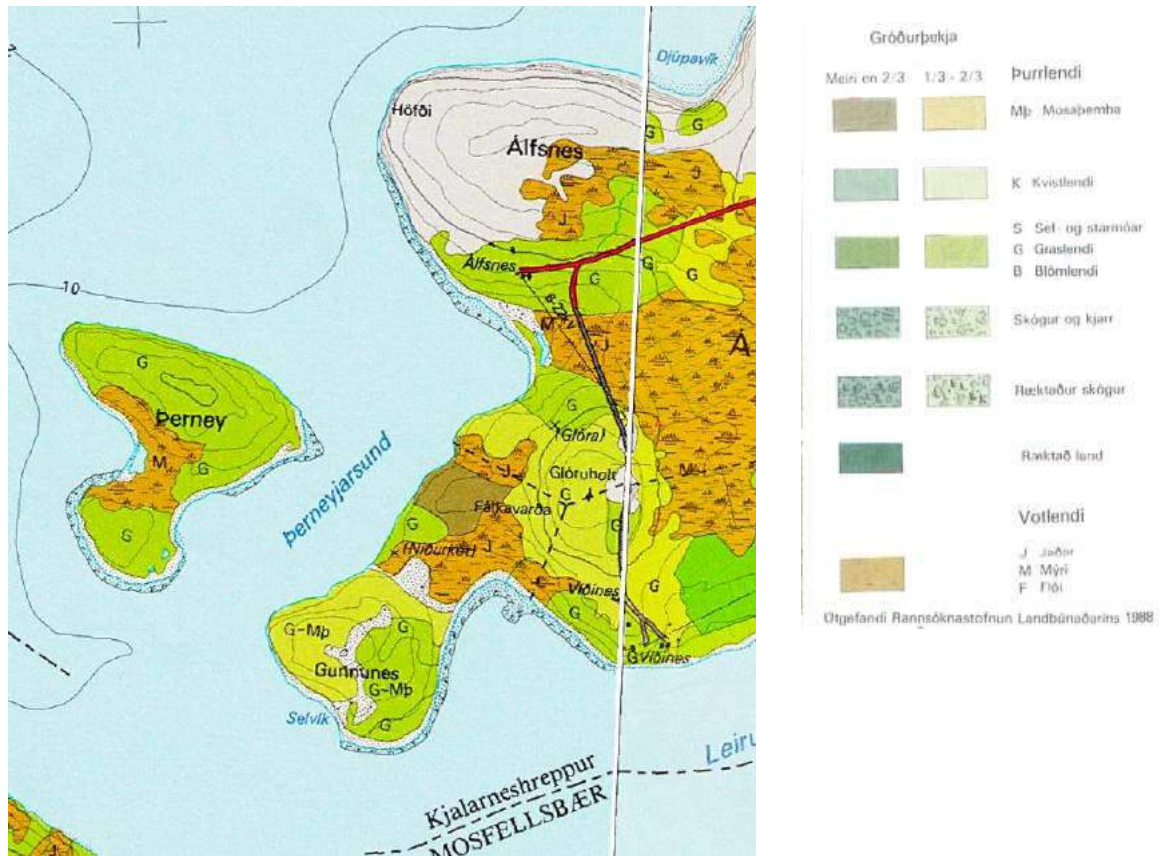 Djúpavík
Höfði
Álfsnes
G
G
J
J
Álfsnes
G
G
G
M
J
Á
10
G
Þerney
M
G
G
Þerneyjarsund
G
(Glóra)
J
Glóruholt
M
G
Fálkavarða
G
(Niðurkot)
J
Víðines
G
G
G-Mþ
G
Gunnunes
G-Mþ
G
Víðines
Selvík
G
Leiru
Kjalarneshreppur
MOSFELLSBÆR
J
Gróðurþekja
Meiri en 2/3 1/3 - 2/3 Þurrlendi
Mþ Mosaþemba
K Kvistlendi
S Sef- og starmóar
G Graslendi
B Blómlendi
Skógur og kjarr
Ræktaður skógur
Ræktað land
Votlendi
J Jaðar
M Mýri
F Flói
Útgefandi Rannsóknastofnun Landbúnaðarins 1988